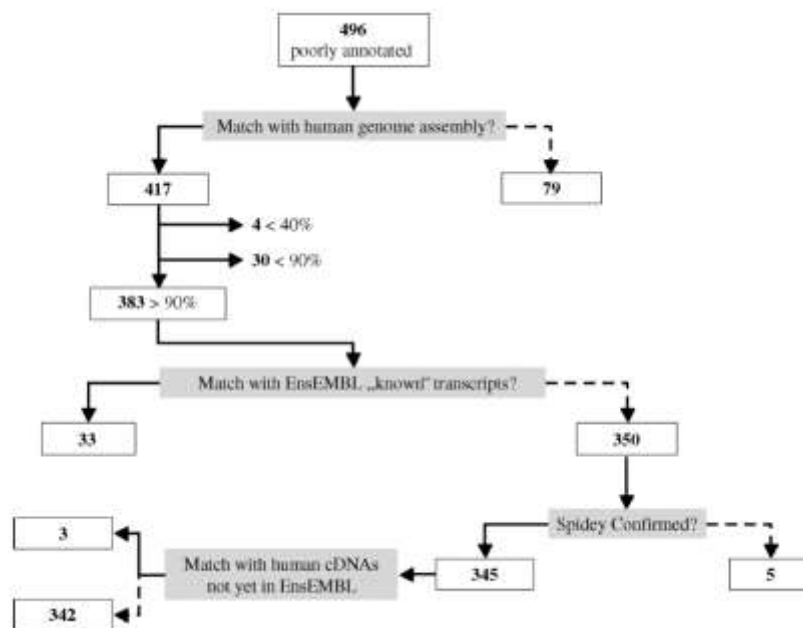 496
poorly annotated
Match with human genome assembly?
417
79
4 < 40%
30 < 90%
383 > 90%
Match with EnsEMBL „known“ transcripts?
33
350
Spidey Confirmed?
3
Match with human cDNAs
not yet in EnsEMBL
345
5
342